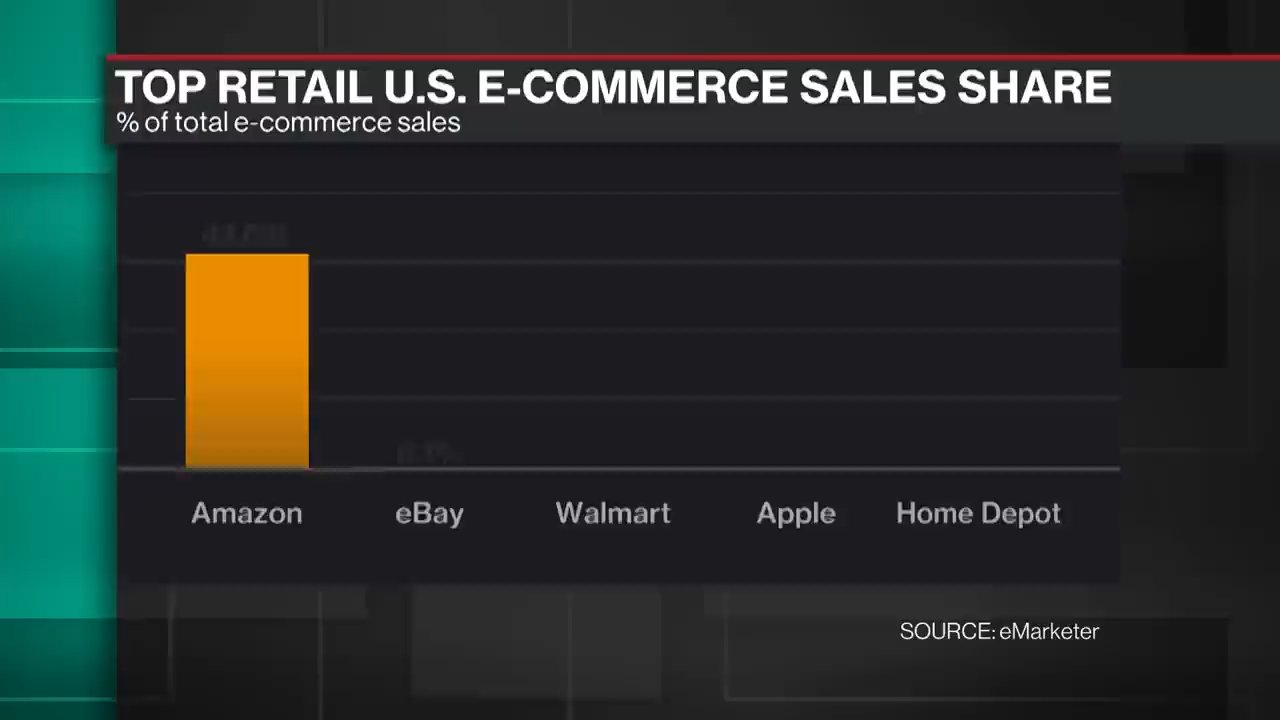 TOP RETAIL U.S. E-COMMERCE SALES SHARE
% of total e-commerce sales
Amazon eBay Walmart Apple Home Depot
SOURCE: eMarketer